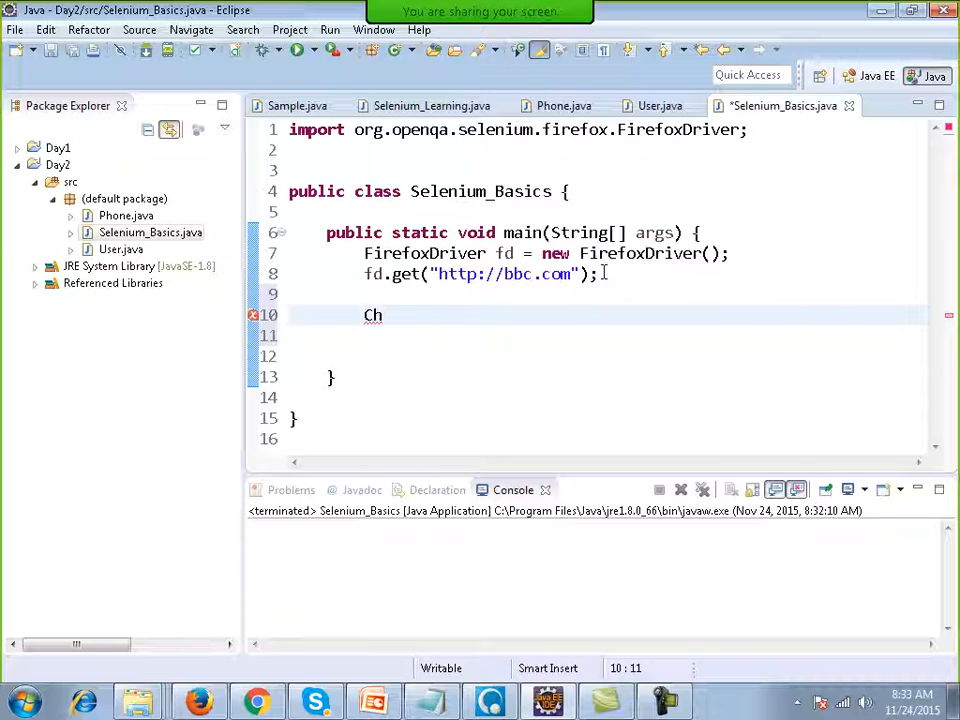 Java - Day2/src/Selenium_Basics.java - Eclipse
You are sharing your screen
File Edit Refactor Source Navigate Search Project Run Window Help
Quick Access
Java EE
Java
Package Explorer
Sample.java
Selenium_Learning.java
Phone.java
User.java
*Selenium_Basics.java
Day1
Day2
src
(default package)
Phone.java
Selenium_Basics.java
User.java
JRE System Library [JavaSE-1.8]
Referenced Libraries
1 import org.openqa.selenium.firefox.FirefoxDriver;
2
3
4 public class Selenium_Basics {
5
6 public static void main(String[] args) {
7 FirefoxDriver fd = new FirefoxDriver();
8 fd.get("http://bbc.com");
9
10 Ch
11
12
13 }
14
15 }
16
Problems
@ Javadoc
Declaration
Console
<terminated> Selenium_Basics [Java Application] C:\Program Files\Java\jre1.8.0_66\bin\javaw.exe (Nov 24, 2015, 8:32:10 AM)
Writable
Smart Insert
10 : 11
Java EE
IDE
8:33 AM
11/24/2015